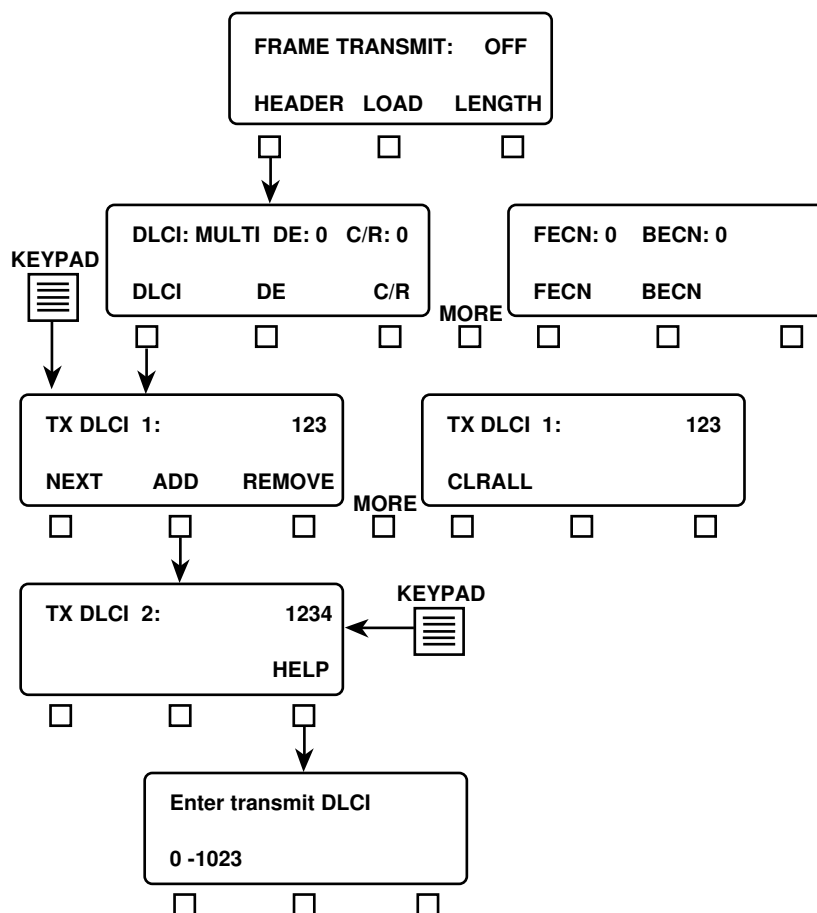 FRAME TRANSMIT: OFF
HEADER LOAD LENGTH
DLCI: MULTI DE: 0 C/R: 0
FECN: 0 BECN: 0
KEYPAD
DLCI DE C/R
FECN BECN
MORE
TX DLCI 1: 123
TX DLCI 1: 123
NEXT ADD REMOVE
CLRALL
MORE
KEYPAD
TX DLCI 2: 1234
HELP
Enter transmit DLCI
0 -1023